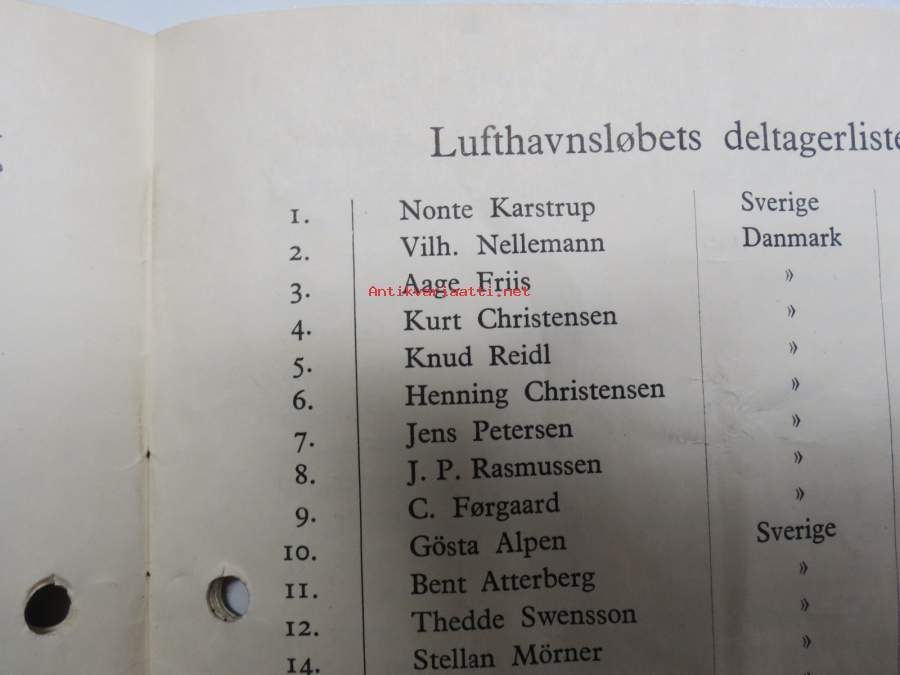 Lufthavnsløbets deltagerliste
1. Nonte Karstrup Sverige
2. Vilh. Nellemann Danmark
3. Aage Friis »
Antikvariaatti.net
4. Kurt Christensen »
5. Knud Reidl »
6. Henning Christensen »
7. Jens Petersen »
8. J. P. Rasmussen »
9. C. Førgaard »
10. Gösta Alpen Sverige
11. Bent Atterberg »
12. Thedde Swensson »
14. Stellan Mörner »